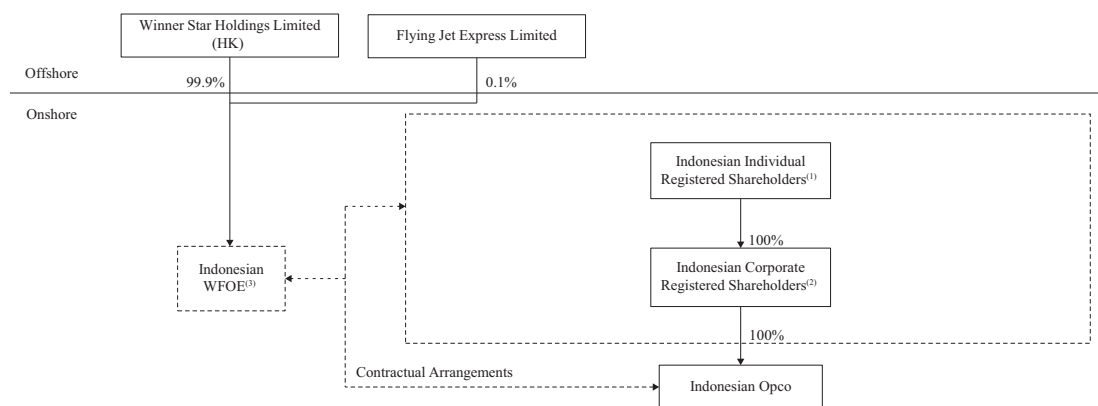 Winner Star Holdings Limited
(HK)
Flying Jet Express Limited
Offshore
99.9%
0.1%
Onshore
Indonesian Individual
Registered Shareholders(1)
100%
Indonesian
WFOE(3)
Indonesian Corporate
Registered Shareholders(2)
100%
Contractual Arrangements
Indonesian Opco